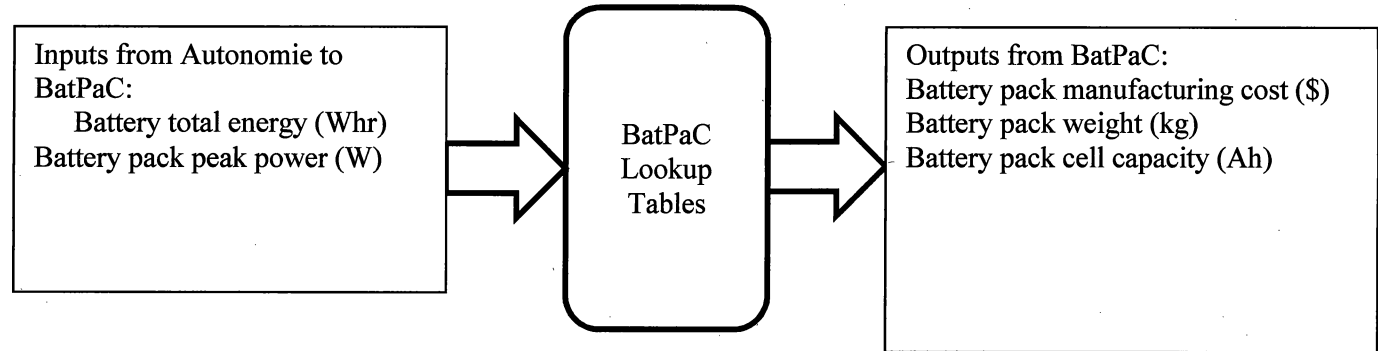 Inputs from Autonomie to
BatPaC:
Battery total energy (Whr)
Battery pack peak power (W)
BatPaC
Lookup
Tables
Outputs from BatPaC:
Battery pack manufacturing cost ($)
Battery pack weight (kg)
Battery pack cell capacity (Ah)